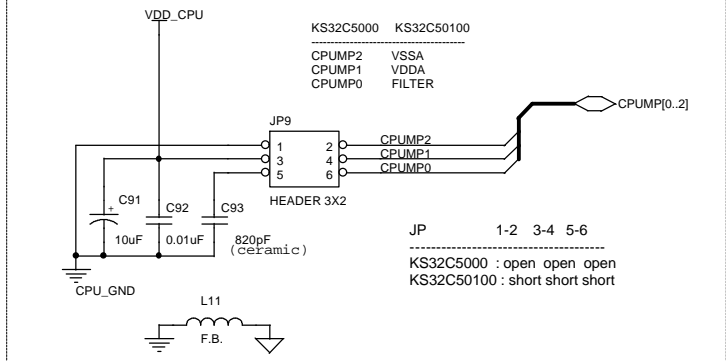 VDD_CPU
KS32C5000 KS32C50100
---------------------------------------
CPUMP2 VSSA
CPUMP1 VDDA
CPUMP0 FILTER
CPUMP[0..2]
JP9
1 2
3 4
5 6
CPUMP2
CPUMP1
CPUMP0
HEADER 3X2
C91
+
10uF
C92
0.01uF
C93
820pF
(ceramic)
CPU_GND
JP 1-2 3-4 5-6
-------------------------------------
KS32C5000 : open open open
KS32C50100 : short short short
L11
F.B.